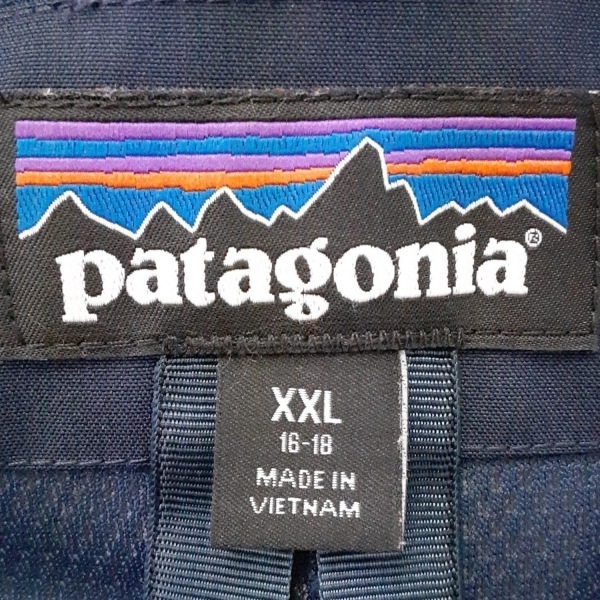 patagonia®
XXL
16-18
MADE IN
VIETNAM